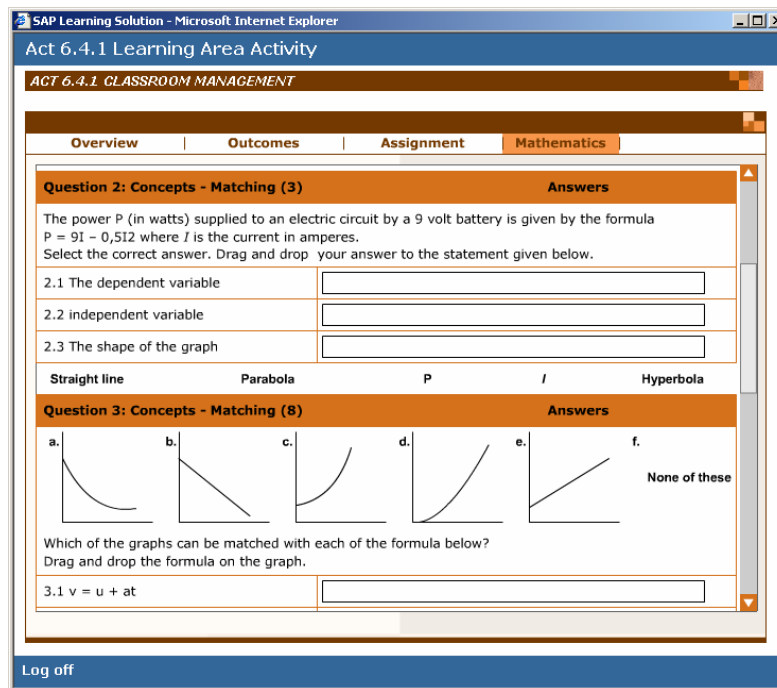 SAP Learning Solution - Microsoft Internet Explorer
Act 6.4.1 Learning Area Activity
ACT 6.4.1 CLASSROOM MANAGEMENT
Overview | Outcomes | Assignment | Mathematics |
Question 2: Concepts - Matching (3) Answers
The power P (in watts) supplied to an electric circuit by a 9 volt battery is given by the formula
P = 9I – 0,5I2 where I is the current in amperes.
Select the correct answer. Drag and drop your answer to the statement given below.
2.1 The dependent variable
2.2 independent variable
2.3 The shape of the graph
Straight line Parabola P I Hyperbola
Question 3: Concepts - Matching (8) Answers
a. b. c. d. e. f.
None of these
Which of the graphs can be matched with each of the formula below?
Drag and drop the formula on the graph.
3.1 v = u + at
Log off